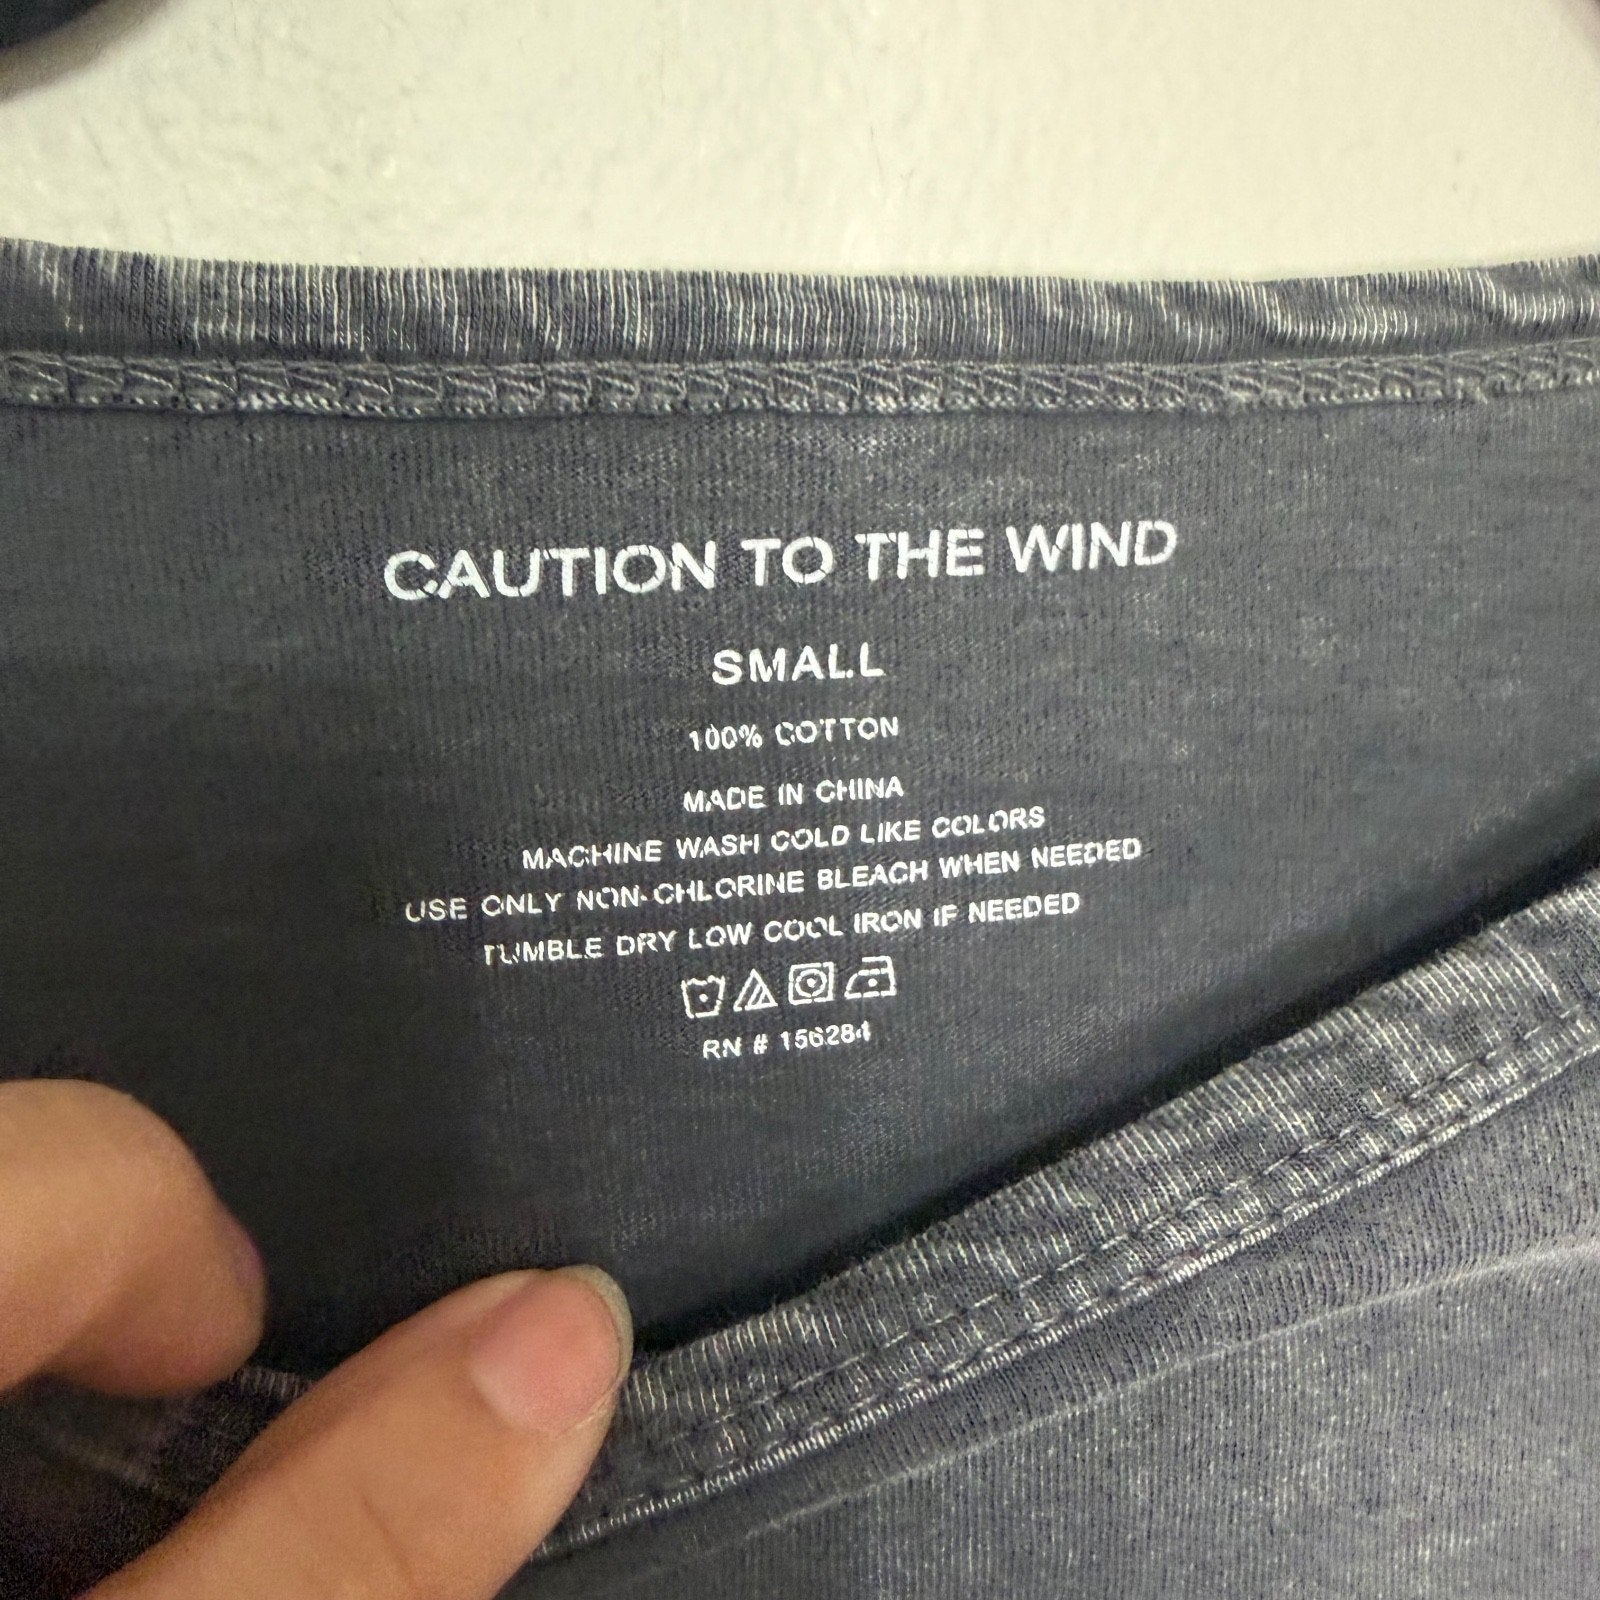 CAUTION TO THE WIND
SMALL
100% COTTON
MADE IN CHINA
MACHINE WASH COLD LIKE COLORS
USE ONLY NON-CHLORINE BLEACH WHEN NEEDED
TUMBLE DRY LOW COOL IRON IF NEEDED
RN # 156284